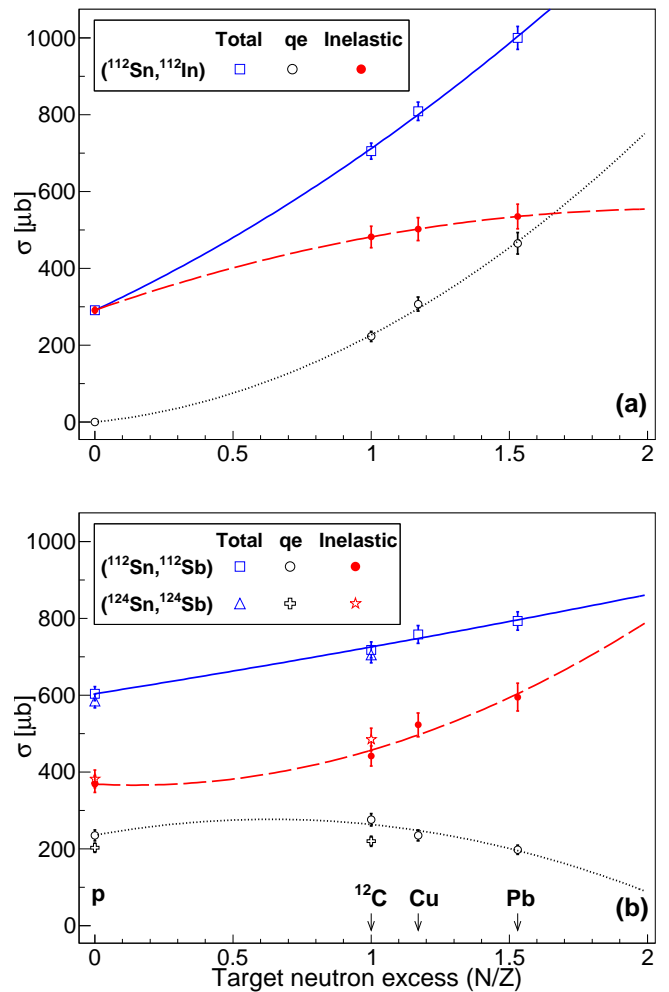 1000
800
600
400
200
0
σ [μb]
Total qe Inelastic
(¹¹²Sn,¹¹²In)
(a)
0 0.5 1 1.5 2
1000
800
600
400
200
0
σ [μb]
Total qe Inelastic
(¹¹²Sn,¹¹²Sb)
(¹²⁴Sn,¹²⁴Sb)
p ¹²C Cu Pb
(b)
0 0.5 1 1.5 2
Target neutron excess (N/Z)